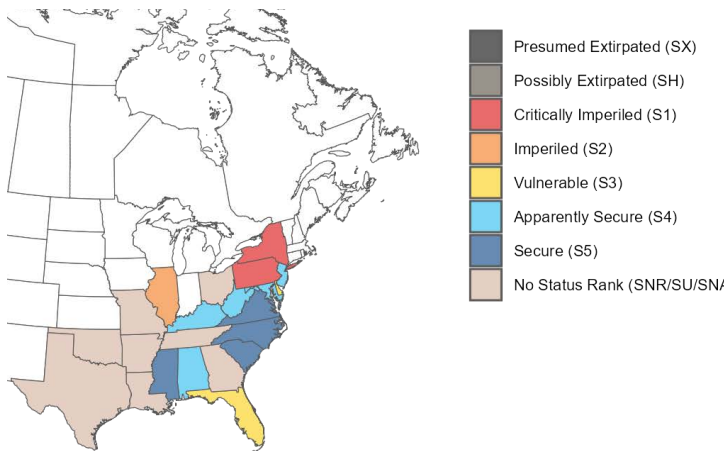 Presumed Extirpated (SX)
Possibly Extirpated (SH)
Critically Imperiled (S1)
Imperiled (S2)
Vulnerable (S3)
Apparently Secure (S4)
Secure (S5)
No Status Rank (SNR/SU/SNA